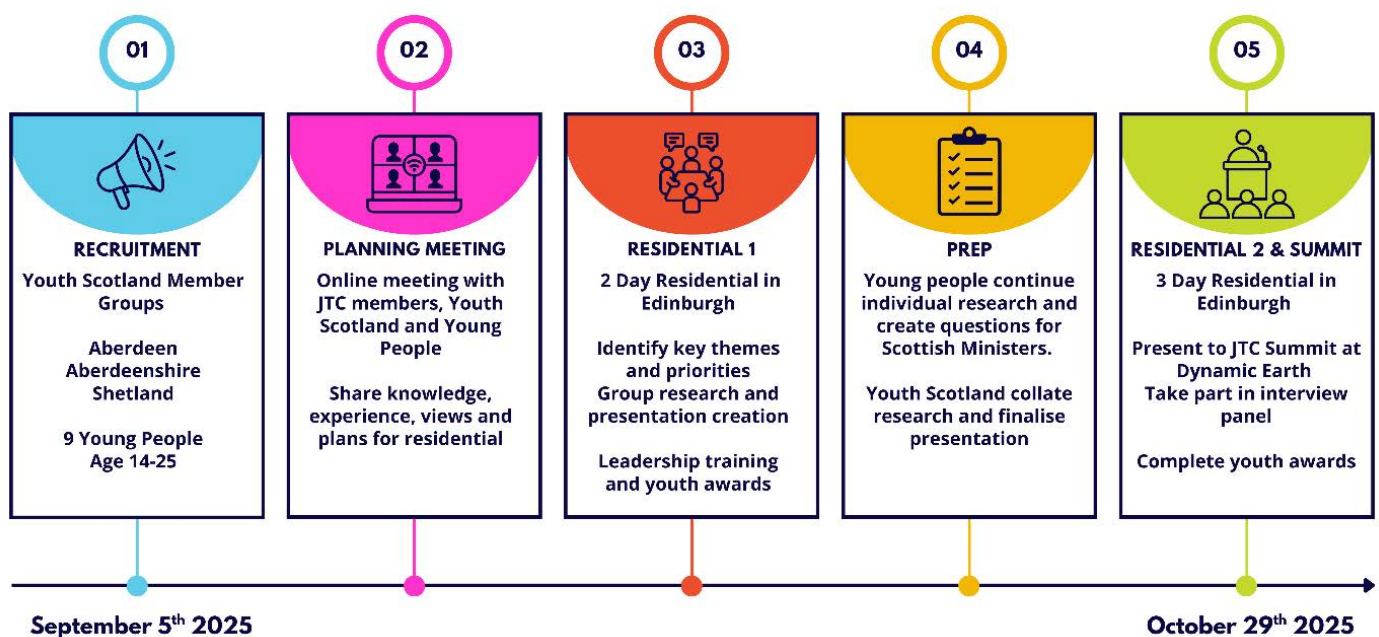 01
RECRUITMENT
Youth Scotland Member
Groups
Aberdeen
Aberdeenshire
Shetland
9 Young People
Age 14-25
02
PLANNING MEETING
Online meeting with
JTC members, Youth
Scotland and Young
People
Share knowledge,
experience, views and
plans for residential
03
RESIDENTIAL 1
2 Day Residential in
Edinburgh
Identify key themes
and priorities
Group research and
presentation creation
Leadership training
and youth awards
04
PREP
Young people continue
individual research and
create questions for
Scottish Ministers.
Youth Scotland collate
research and finalise
presentation
05
RESIDENTIAL 2 & SUMMIT
3 Day Residential in
Edinburgh
Present to JTC Summit at
Dynamic Earth
Take part in interview
panel
Complete youth awards
September 5th 2025
October 29th 2025